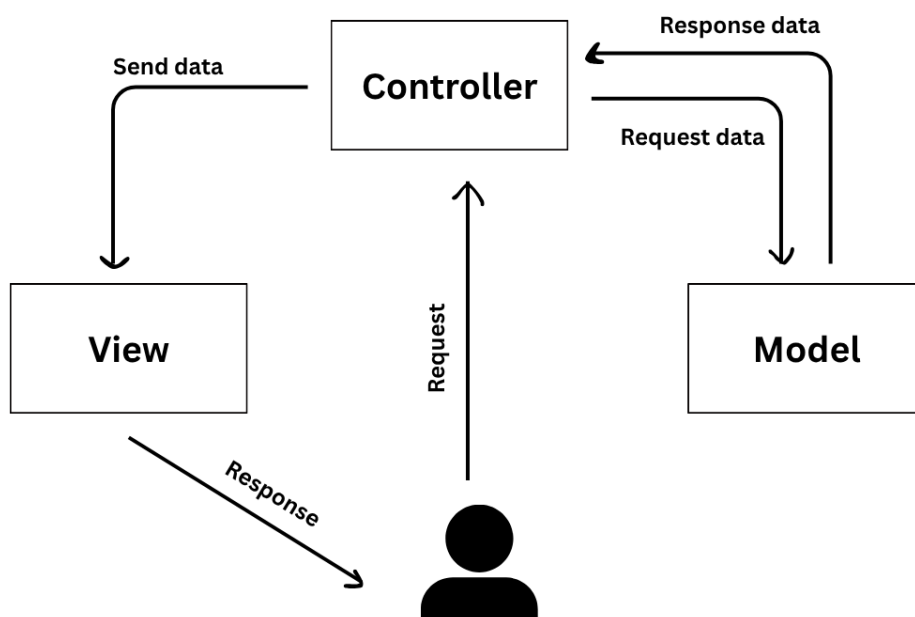 Response data
Send data
Controller
Request data
Request
View
Model
Response